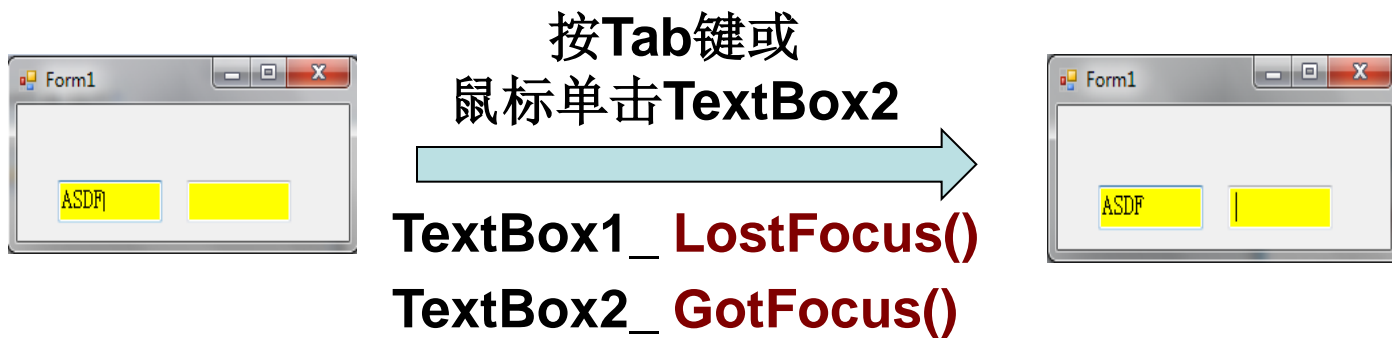 Form1
ASDF
按Tab键或
鼠标单击TextBox2
TextBox1_ LostFocus()
TextBox2_ GotFocus()
Form1
ASDF